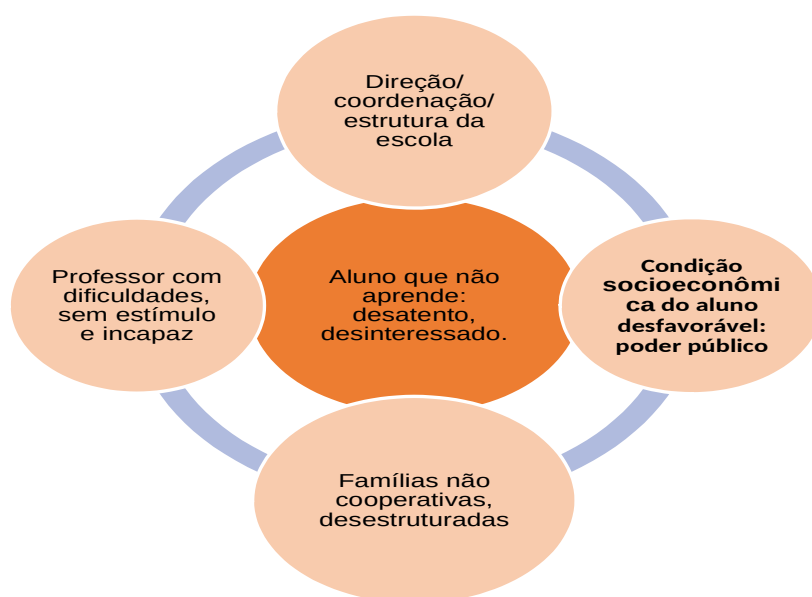 Direção/
coordenação/
estrutura da
escola
Professor com
dificuldades,
sem estímulo
e incapaz
Aluno que não
aprende:
desatento,
desinteressado.
Condição
socioeconômi
ca do aluno
desfavorável:
poder público
Famílias não
cooperativas,
desestruturadas